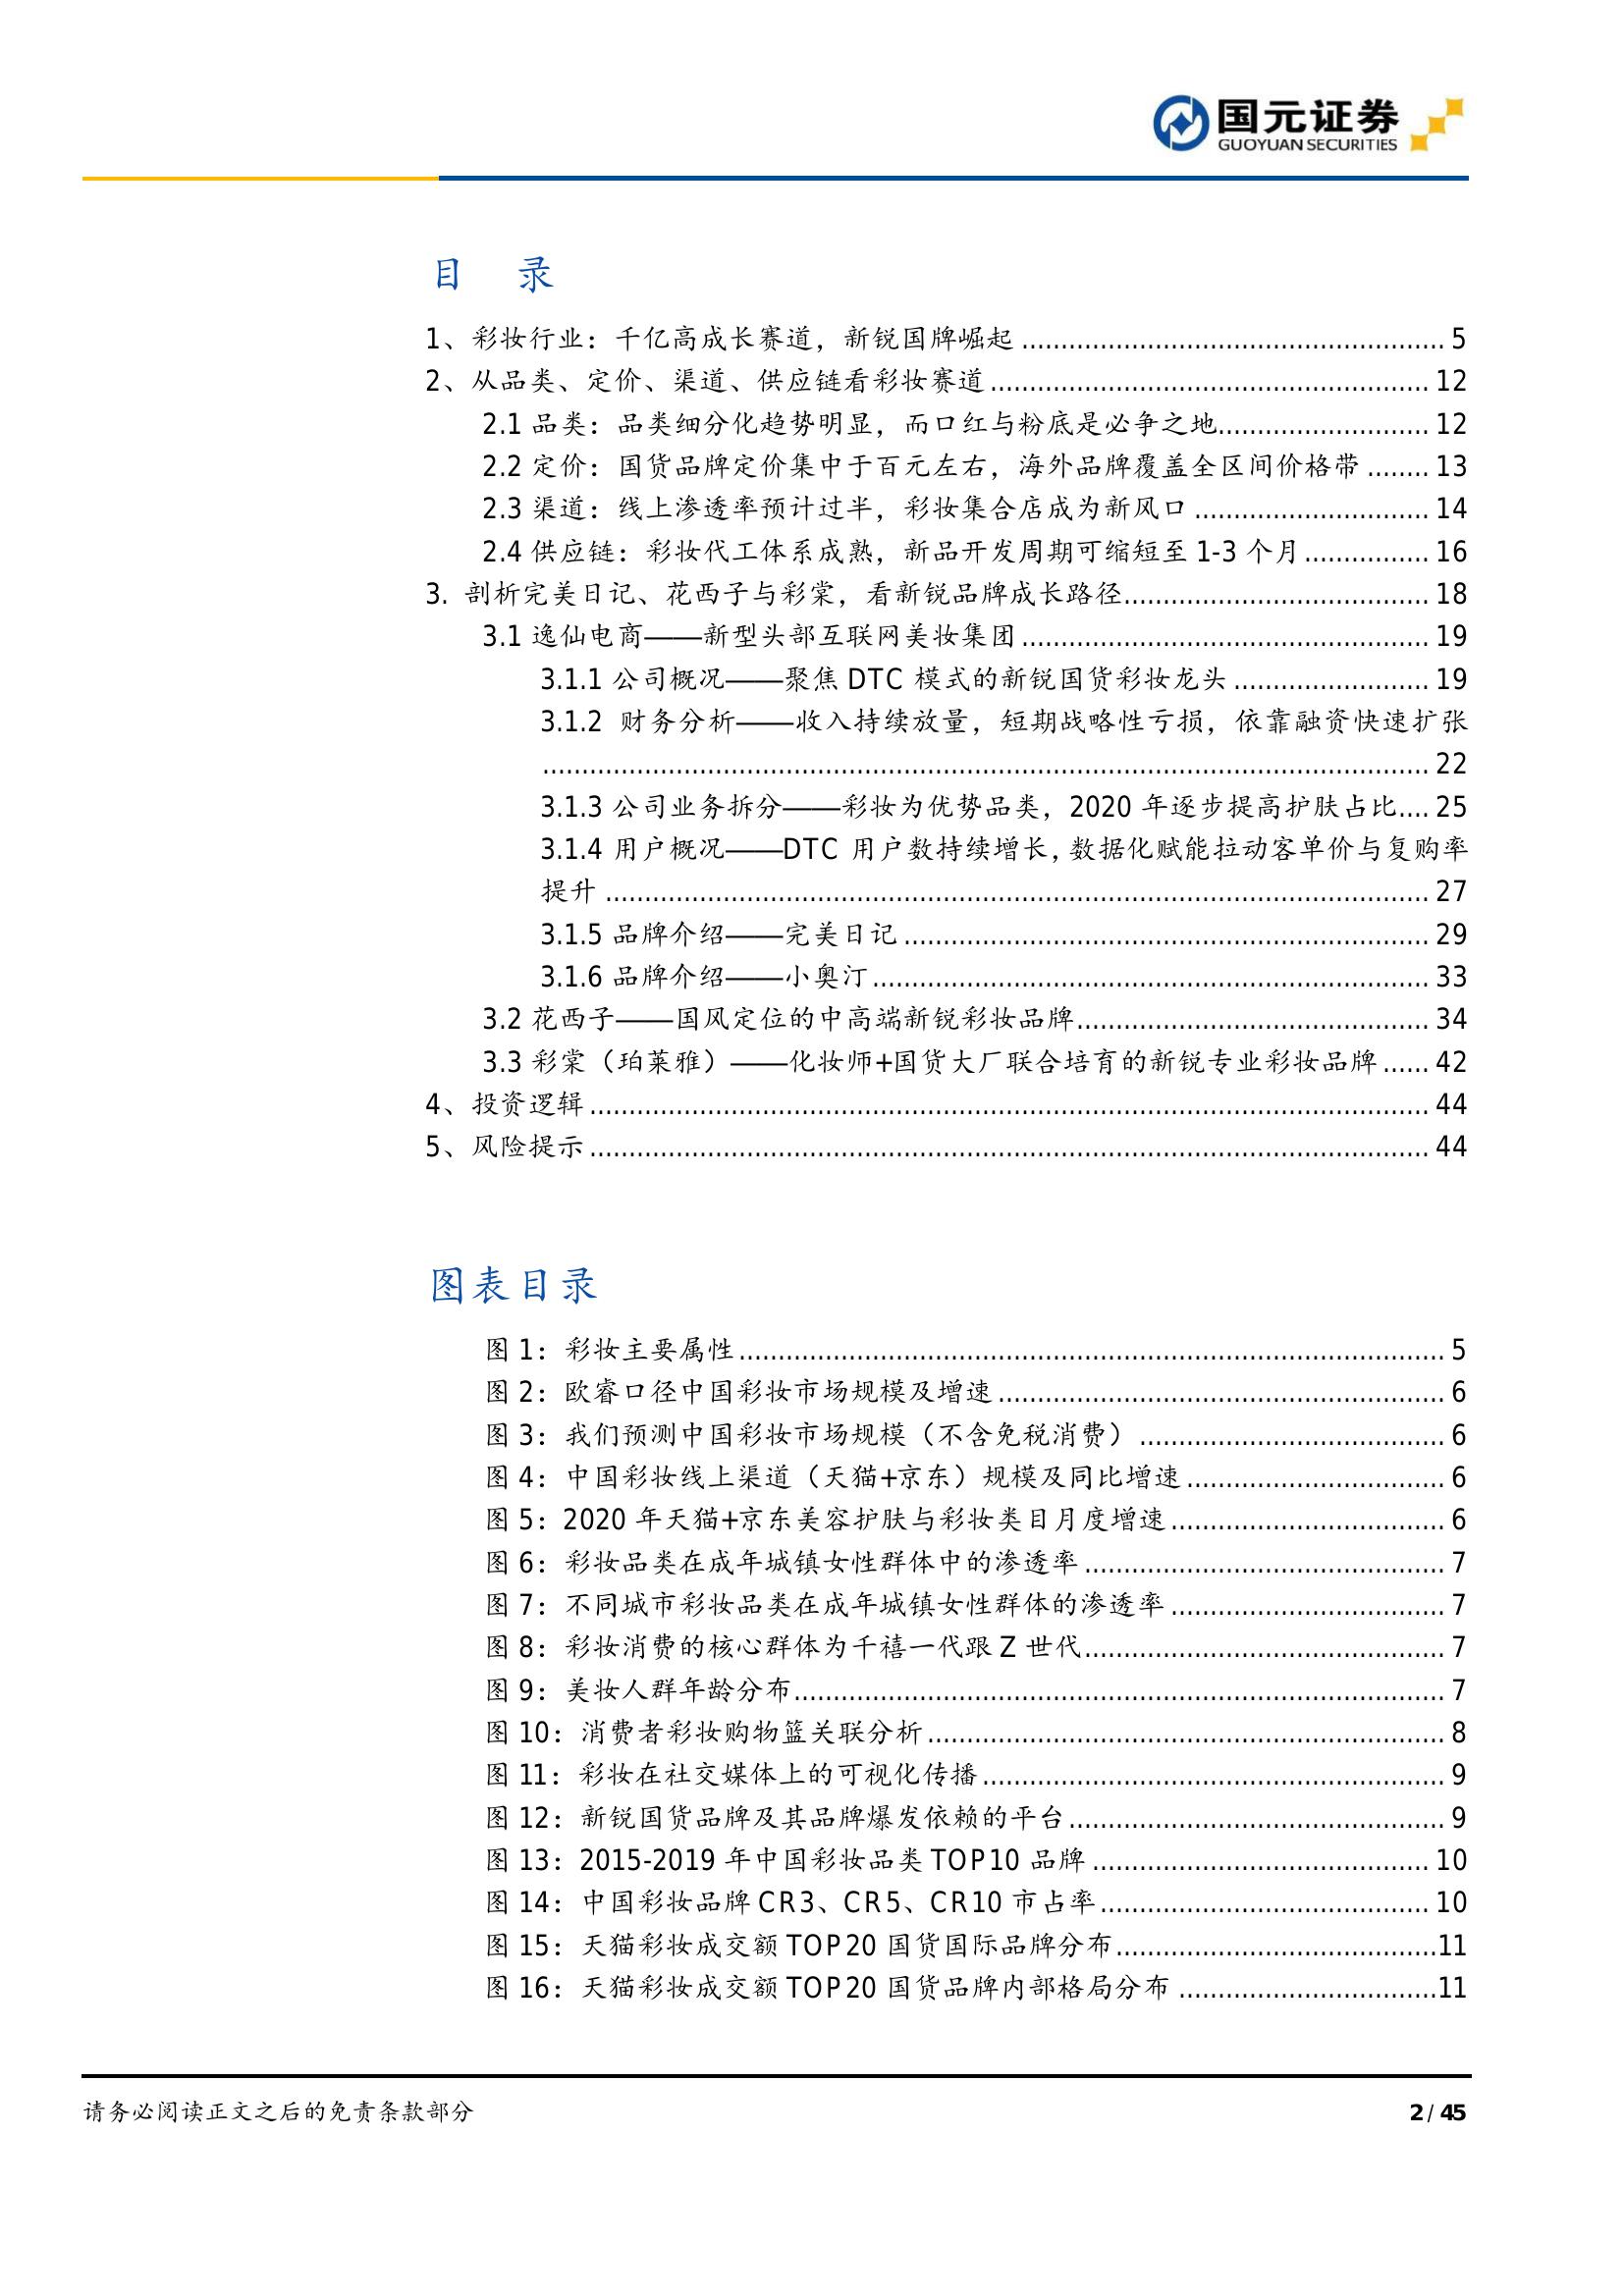 国元证券
GUOYUAN SECURITIES
目 录
1、彩妆行业：千亿高成长赛道，新锐国牌崛起 ........ 5
2、从品类、定价、渠道、供应链看彩妆赛道 ........ 12
2.1 品类：品类细分化趋势明显，而口红与粉底是必争之地........ 12
2.2 定价：国货品牌定价集中于百元左右，海外品牌覆盖全区间价格带 ........ 13
2.3 渠道：线上渗透率预计过半，彩妆集合店成为新风口 ........ 14
2.4 供应链：彩妆代工体系成熟，新品开发周期可缩短至 1-3 个月........ 16
3. 剖析完美日记、花西子与彩棠，看新锐品牌成长路径........ 18
3.1 逸仙电商——新型头部互联网美妆集团 ........ 19
3.1.1 公司概况——聚焦 DTC 模式的新锐国货彩妆龙头 ........ 19
3.1.2 财务分析——收入持续放量，短期战略性亏损，依靠融资快速扩张
........ 22
3.1.3 公司业务拆分——彩妆为优势品类，2020 年逐步提高护肤占比.... 25
3.1.4 用户概况——DTC 用户数持续增长，数据化赋能拉动客单价与复购率
提升 ........ 27
3.1.5 品牌介绍——完美日记 ........ 29
3.1.6 品牌介绍——小奥汀 ........ 33
3.2 花西子——国风定位的中高端新锐彩妆品牌........ 34
3.3 彩棠（珀莱雅）——化妆师+国货大厂联合培育的新锐专业彩妆品牌 ...... 42
4、投资逻辑 ........ 44
5、风险提示 ........ 44
图表目录
图 1：彩妆主要属性 ........ 5
图 2：欧睿口径中国彩妆市场规模及增速 ........ 6
图 3：我们预测中国彩妆市场规模（不含免税消费） ........ 6
图 4：中国彩妆线上渠道（天猫+京东）规模及同比增速 ........ 6
图 5：2020 年天猫+京东美容护肤与彩妆类目月度增速 ........ 6
图 6：彩妆品类在成年城镇女性群体中的渗透率 ........ 7
图 7：不同城市彩妆品类在成年城镇女性群体的渗透率 ........ 7
图 8：彩妆消费的核心群体为千禧一代跟 Z 世代........ 7
图 9：美妆人群年龄分布........ 7
图 10：消费者彩妆购物篮关联分析 ........ 8
图 11：彩妆在社交媒体上的可视化传播 ........ 9
图 12：新锐国货品牌及其品牌爆发依赖的平台 ........ 9
图 13：2015-2019 年中国彩妆品类 TOP10 品牌 ........ 10
图 14：中国彩妆品牌 CR3、CR5、CR10 市占率........ 10
图 15：天猫彩妆成交额 TOP20 国货国际品牌分布........11
图 16：天猫彩妆成交额 TOP20 国货品牌内部格局分布 ........11
请务必阅读正文之后的免责条款部分
2 / 45